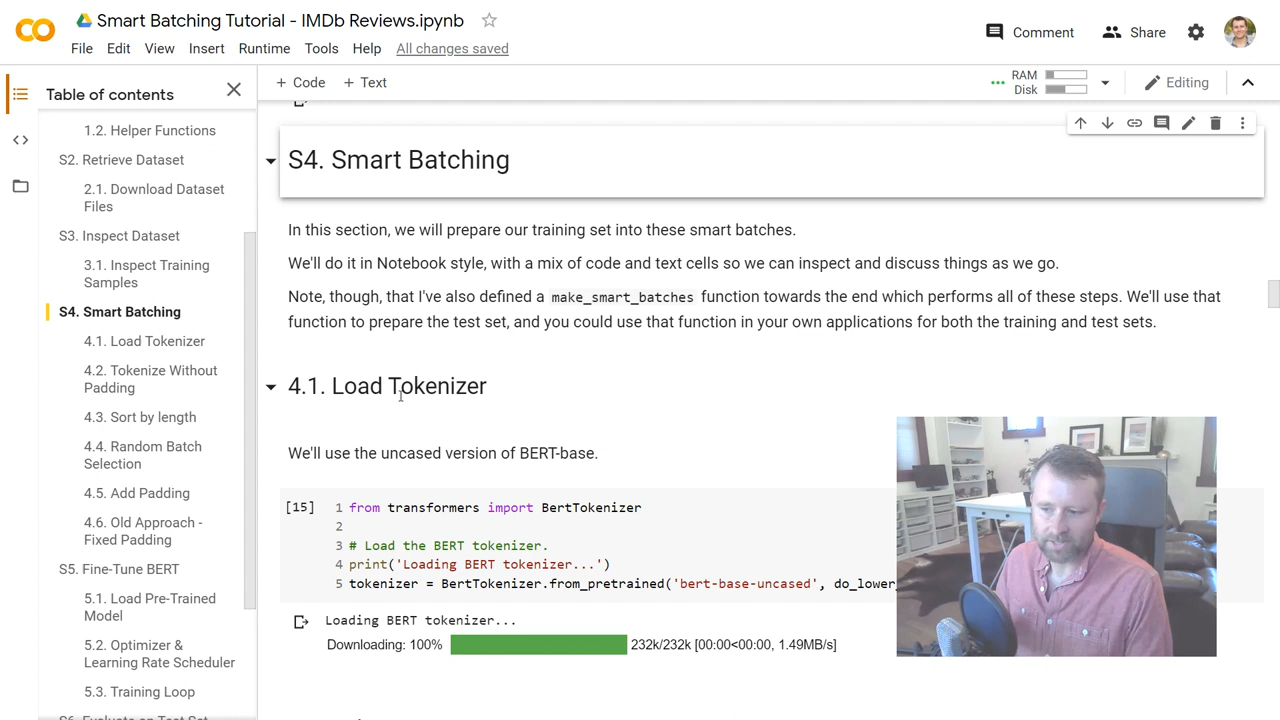 Smart Batching Tutorial - IMDb Reviews.ipynb
File Edit View Insert Runtime Tools Help All changes saved
Comment Share
Table of contents
1.2. Helper Functions
S2. Retrieve Dataset
2.1. Download Dataset
Files
S3. Inspect Dataset
3.1. Inspect Training
Samples
S4. Smart Batching
4.1. Load Tokenizer
4.2. Tokenize Without
Padding
4.3. Sort by length
4.4. Random Batch
Selection
4.5. Add Padding
4.6. Old Approach -
Fixed Padding
S5. Fine-Tune BERT
5.1. Load Pre-Trained
Model
5.2. Optimizer &
Learning Rate Scheduler
5.3. Training Loop
S6. Evaluate on Test Set
+ Code + Text
RAM
Disk
Editing
S4. Smart Batching
In this section, we will prepare our training set into these smart batches.
We'll do it in Notebook style, with a mix of code and text cells so we can inspect and discuss things as we go.
Note, though, that I've also defined a make_smart_batches function towards the end which performs all of these steps. We'll use that
function to prepare the test set, and you could use that function in your own applications for both the training and test sets.
4.1. Load Tokenizer
We'll use the uncased version of BERT-base.
[15] 1 from transformers import BertTokenizer
2
3 # Load the BERT tokenizer.
4 print('Loading BERT tokenizer...')
5 tokenizer = BertTokenizer.from_pretrained('bert-base-uncased', do_lower
Loading BERT tokenizer...
Downloading: 100% 232k/232k [00:00<00:00, 1.49MB/s]